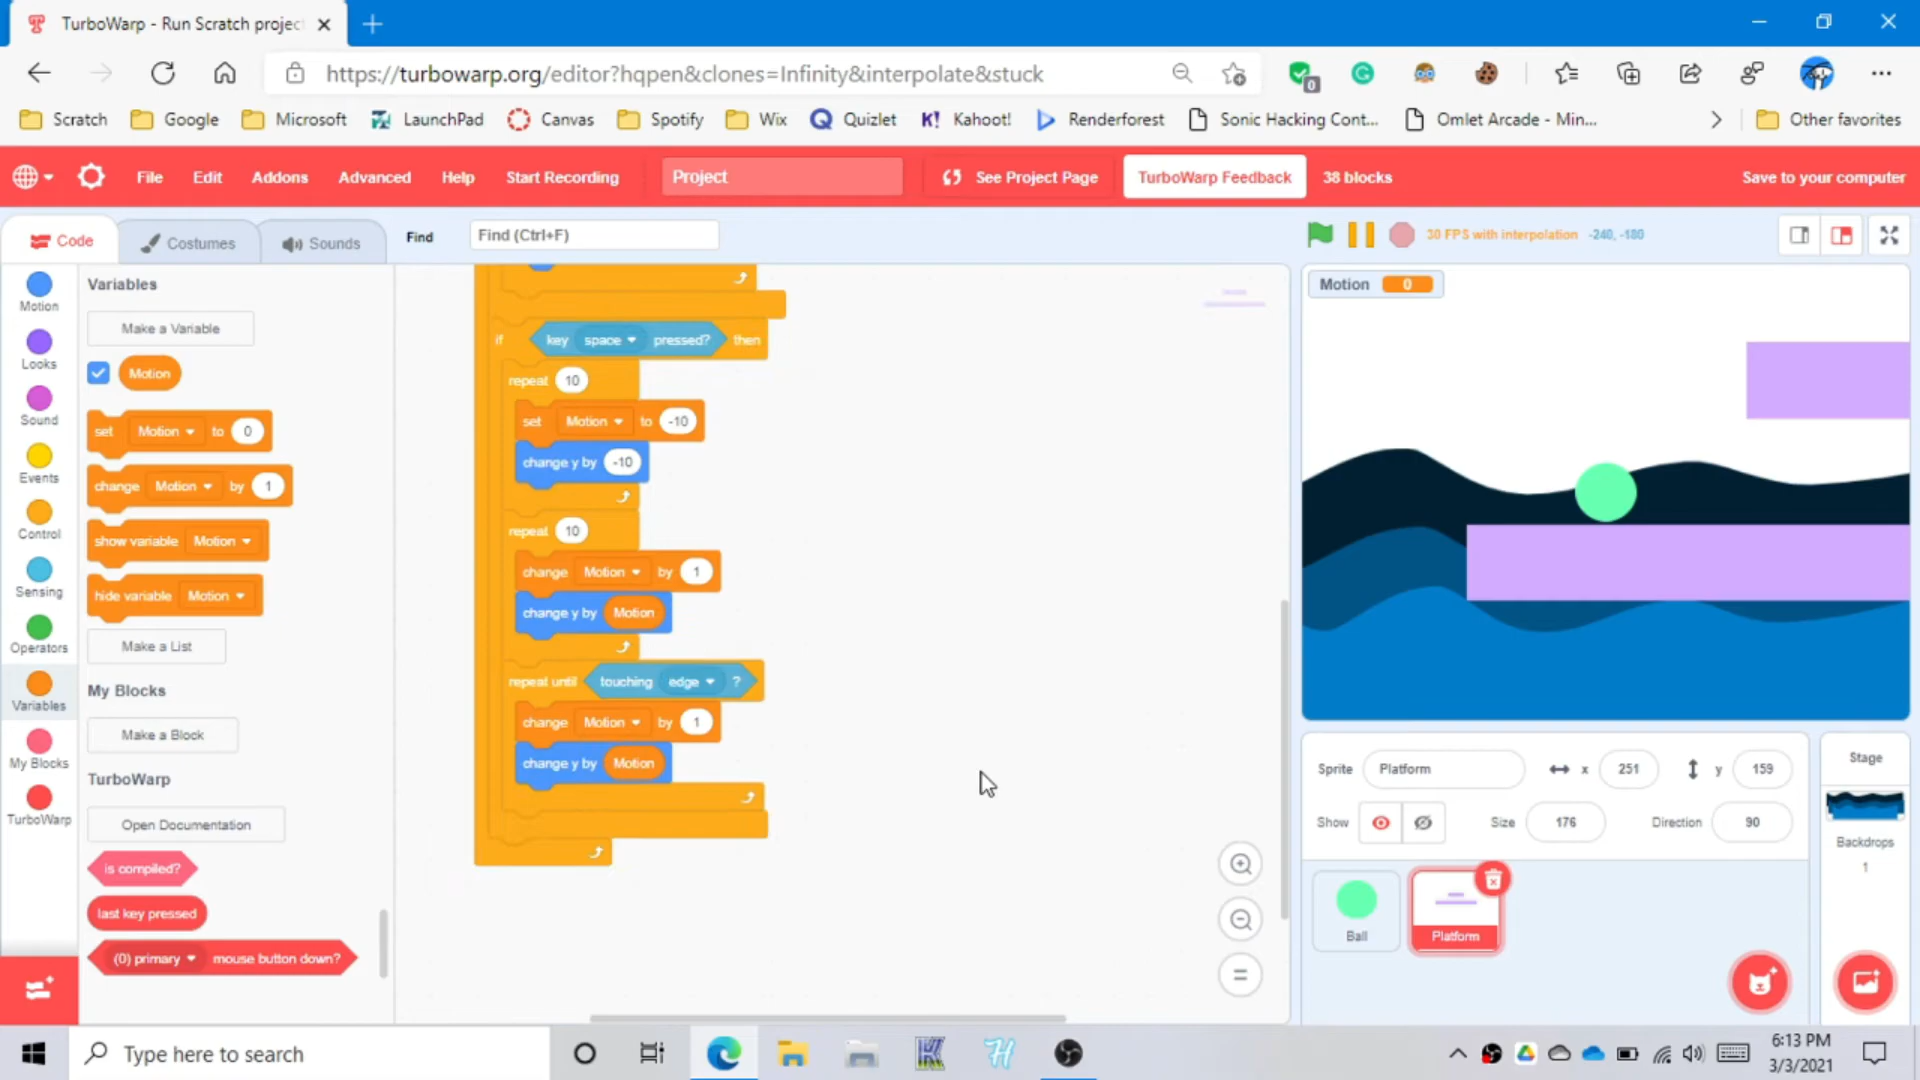 TurboWarp - Run Scratch projec
https://turbowarp.org/editor?hqpen&clones=Infinity&interpolate&stuck
0
Scratch Google Microsoft LaunchPad Canvas Spotify Wix Quizlet K! Kahoot! Renderforest Sonic Hacking Cont... Omlet Arcade - Min... Other favorites
File Edit Addons Advanced Help Start Recording Project See Project Page TurboWarp Feedback 38 blocks Save to your computer
Code Costumes Sounds Find Find (Ctrl+F) 30 FPS with interpolation -240, -180
Motion
Looks
Sound
Events
Control
Sensing
Operators
Variables
My Blocks
TurboWarp
Variables
Make a Variable
Motion
set Motion to 0
change Motion by 1
show variable Motion
hide variable Motion
Make a List
My Blocks
Make a Block
TurboWarp
Open Documentation
is compiled?
last key pressed
(0) primary mouse button down?
if key space pressed? then
repeat 10
set Motion to -10
change y by -10
repeat 10
change Motion by 1
change y by Motion
repeat until touching edge ?
change Motion by 1
change y by Motion
Motion 0
Sprite Platform x 251 y 159
Show Size 176 Direction 90
Ball
Platform
Stage
Backdrops
1
Type here to search
6:13 PM
3/3/2021